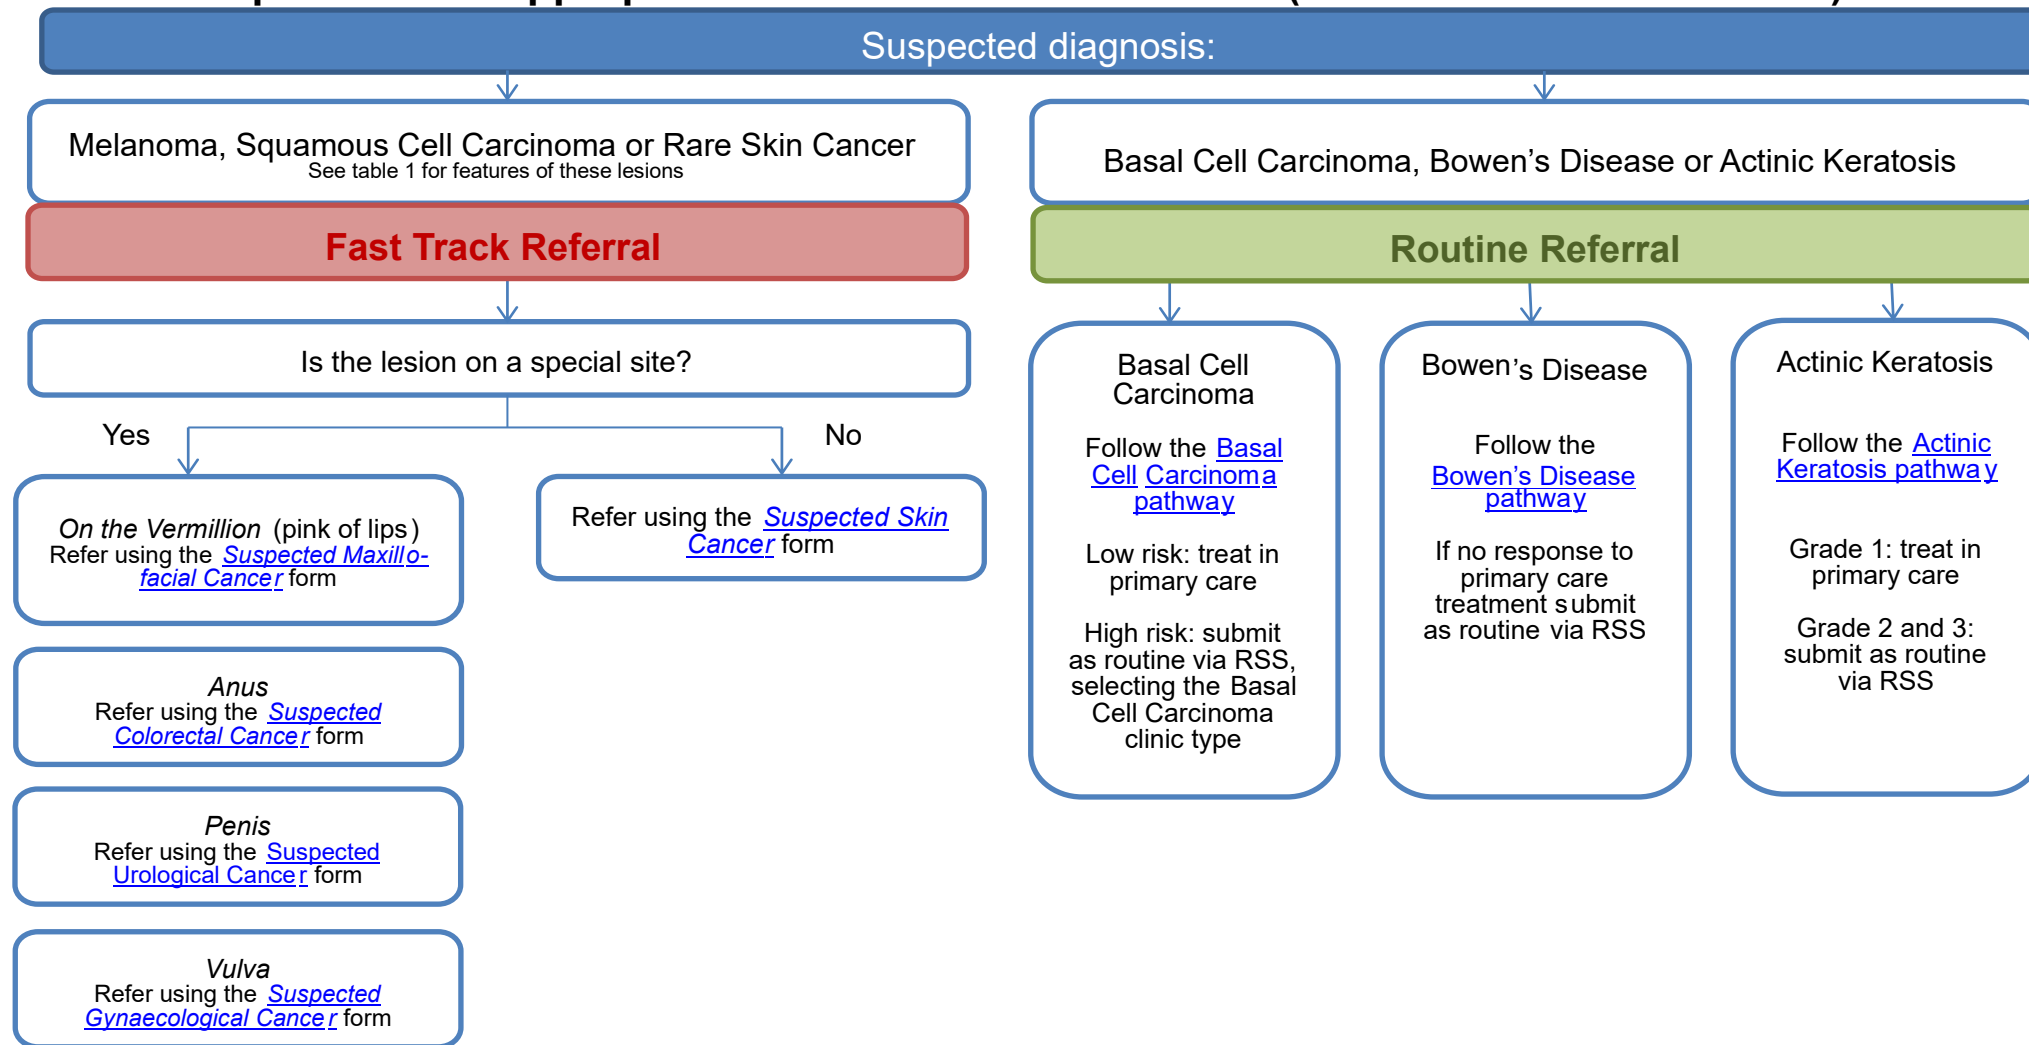 Suspected diagnosis:
Melanoma, Squamous Cell Carcinoma or Rare Skin Cancer
See table 1 for features of these lesions
Fast Track Referral
Is the lesion on a special site?
Yes
No
On the Vermillion (pink of lips)
Refer using the Suspected Maxillo-
facial Cancer form
Refer using the Suspected Skin
Cancer form
Anus
Refer using the Suspected
Colorectal Cancer form
Penis
Refer using the Suspected
Urological Cancer form
Vulva
Refer using the Suspected
Gynaecological Cancer form
Basal Cell Carcinoma, Bowen's Disease or Actinic Keratosis
Routine Referral
Basal Cell
Carcinoma
Follow the Basal
Cell Carcinoma
pathway
Low risk: treat in
primary care
High risk: submit
as routine via RSS,
selecting the Basal
Cell Carcinoma
clinic type
Bowen's Disease
Follow the
Bowen's Disease
pathway
If no response to
primary care
treatment submit
as routine via RSS
Actinic Keratosis
Follow the Actinic
Keratosis pathway
Grade 1: treat in
primary care
Grade 2 and 3:
submit as routine
via RSS